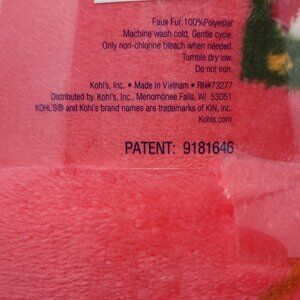 Faux Fur: 100% Polyester
Machine wash cold, Gentle cycle.
Only non-chlorine bleach when needed.
Tumble dry low.
Do not iron.
Kohl's, Inc. • Made in Vietnam • RN#73277
Distributed by Kohl's, Inc., Menomonee Falls, WI 53051
KOHL'S® and Kohl's brand names are trademarks of KIN, Inc.
Kohls.com
PATENT: 9181646